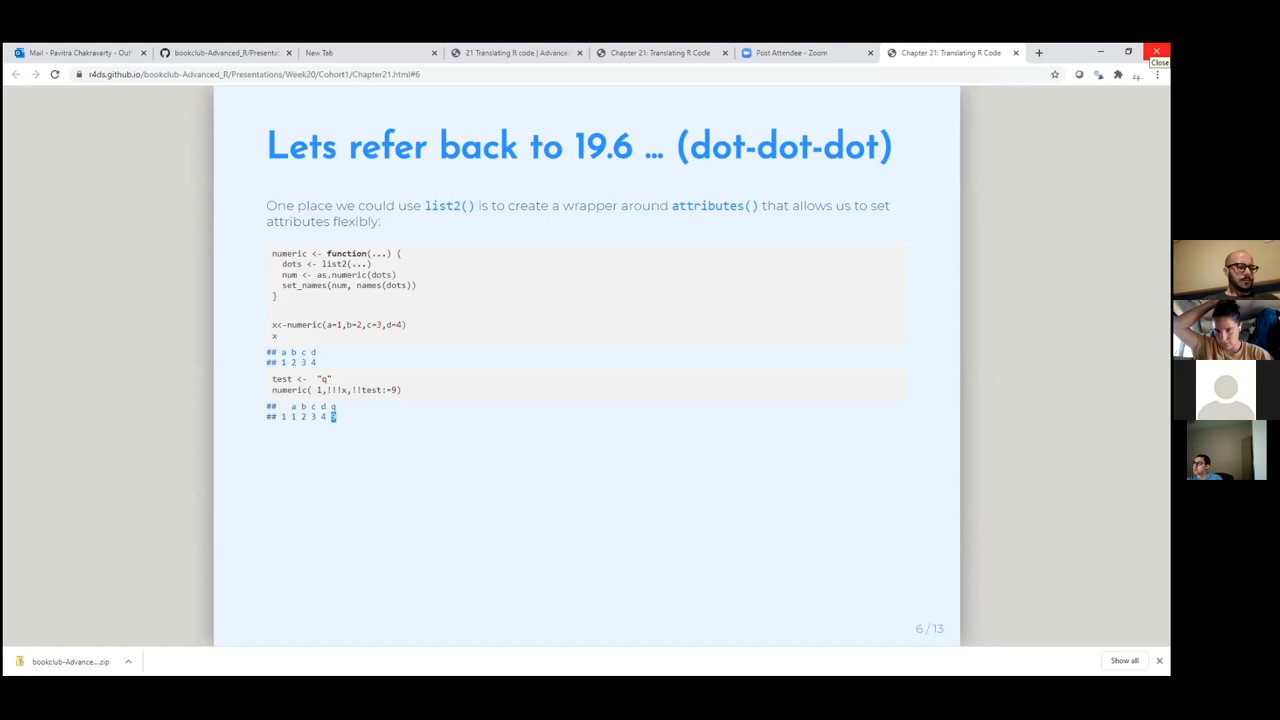 Mail - Pavitra Chakravarty - Out
bookclub-Advanced_R/Presenta
New Tab
21 Translating R code | Advance
Chapter 21: Translating R Code
Post Attendee - Zoom
Chapter 21: Translating R Code
Close
r4ds.github.io/bookclub-Advanced_R/Presentations/Week20/Cohort1/Chapter21.html#6
Lets refer back to 19.6 ... (dot-dot-dot)
One place we could use list2() is to create a wrapper around attributes() that allows us to set
attributes flexibly:
numeric <- function(...) {
dots <- list2(...)
num <- as.numeric(dots)
set_names(num, names(dots))
}
x<-numeric(a=1,b=2,c=3,d=4)
x
## a b c d
## 1 2 3 4
test <- "q"
numeric( 1,!!!x,!!test:=9)
## a b c d q
## 1 1 2 3 4 9
6 / 13
bookclub-Advance....zip
Show all